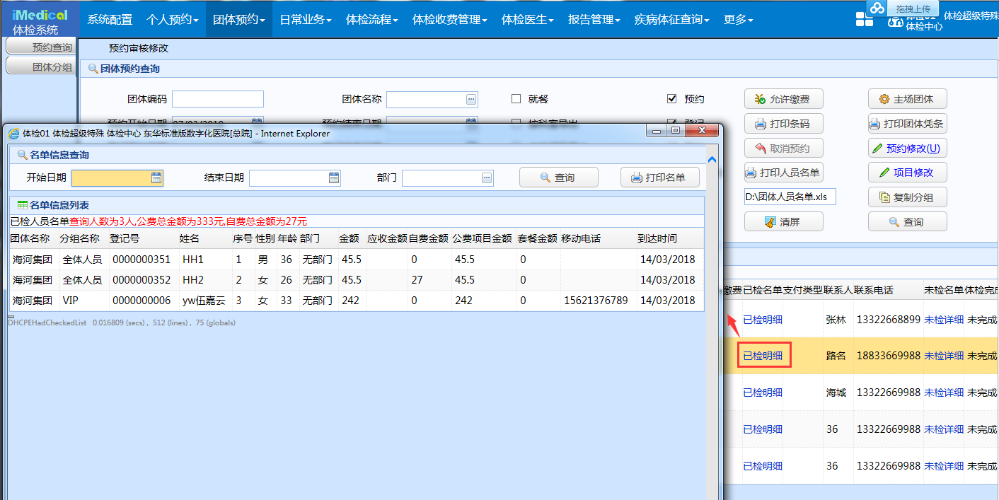 iMedical
体检系统
系统配置 个人预约 团体预约 日常业务 体检流程 体检收费管理 体检医生 报告管理 疾病体征查询 更多
拖拽上传
体检01 体检超级特殊
体检中心
预约查询
团体分组
预约审核修改
团体预约查询
团体编码 团体名称 就餐 预约
允许缴费 主场团体
打印条码 打印团体凭条
取消预约 预约修改(U)
打印人员名单 项目修改
D:\团体人员名单.xls 复制分组
清屏 查询
体检01 体检超级特殊 体检中心 东华标准版数字化医院[总院] - Internet Explorer
名单信息查询
开始日期 结束日期 部门 查询 打印名单
名单信息列表
已检人员名单查询人数为3人,公费总金额为333元,自费总金额为27元
团体名称 分组名称 登记号 姓名 序号 性别 年龄 部门 金额 应收金额 自费金额 公费项目金额 套餐金额 移动电话 到达时间
海河集团 全体人员 0000000351 HH1 1 男 36 无部门 45.5 0 45.5 0 14/03/2018
海河集团 全体人员 0000000352 HH2 2 女 26 无部门 45.5 27 45.5 0 14/03/2018
海河集团 VIP 0000000006 yw伍嘉云 3 女 33 无部门 242 0 242 0 15621376789 14/03/2018
DHCPEHadCheckedList 0.016809 (secs) , 512 (lines) , 75 (globals)
缴费 已检名单 支付类型 联系人 联系电话 未检名单 体检完成
已检明细 张林 13322668899 未检详细 未完成
已检明细 路名 18833669988 未检详细 未完成
已检明细 海城 13322669988 未检详细 未完成
已检明细 36 13322669988 未检详细 未完成
已检明细 36 13322669988 未检详细 未完成